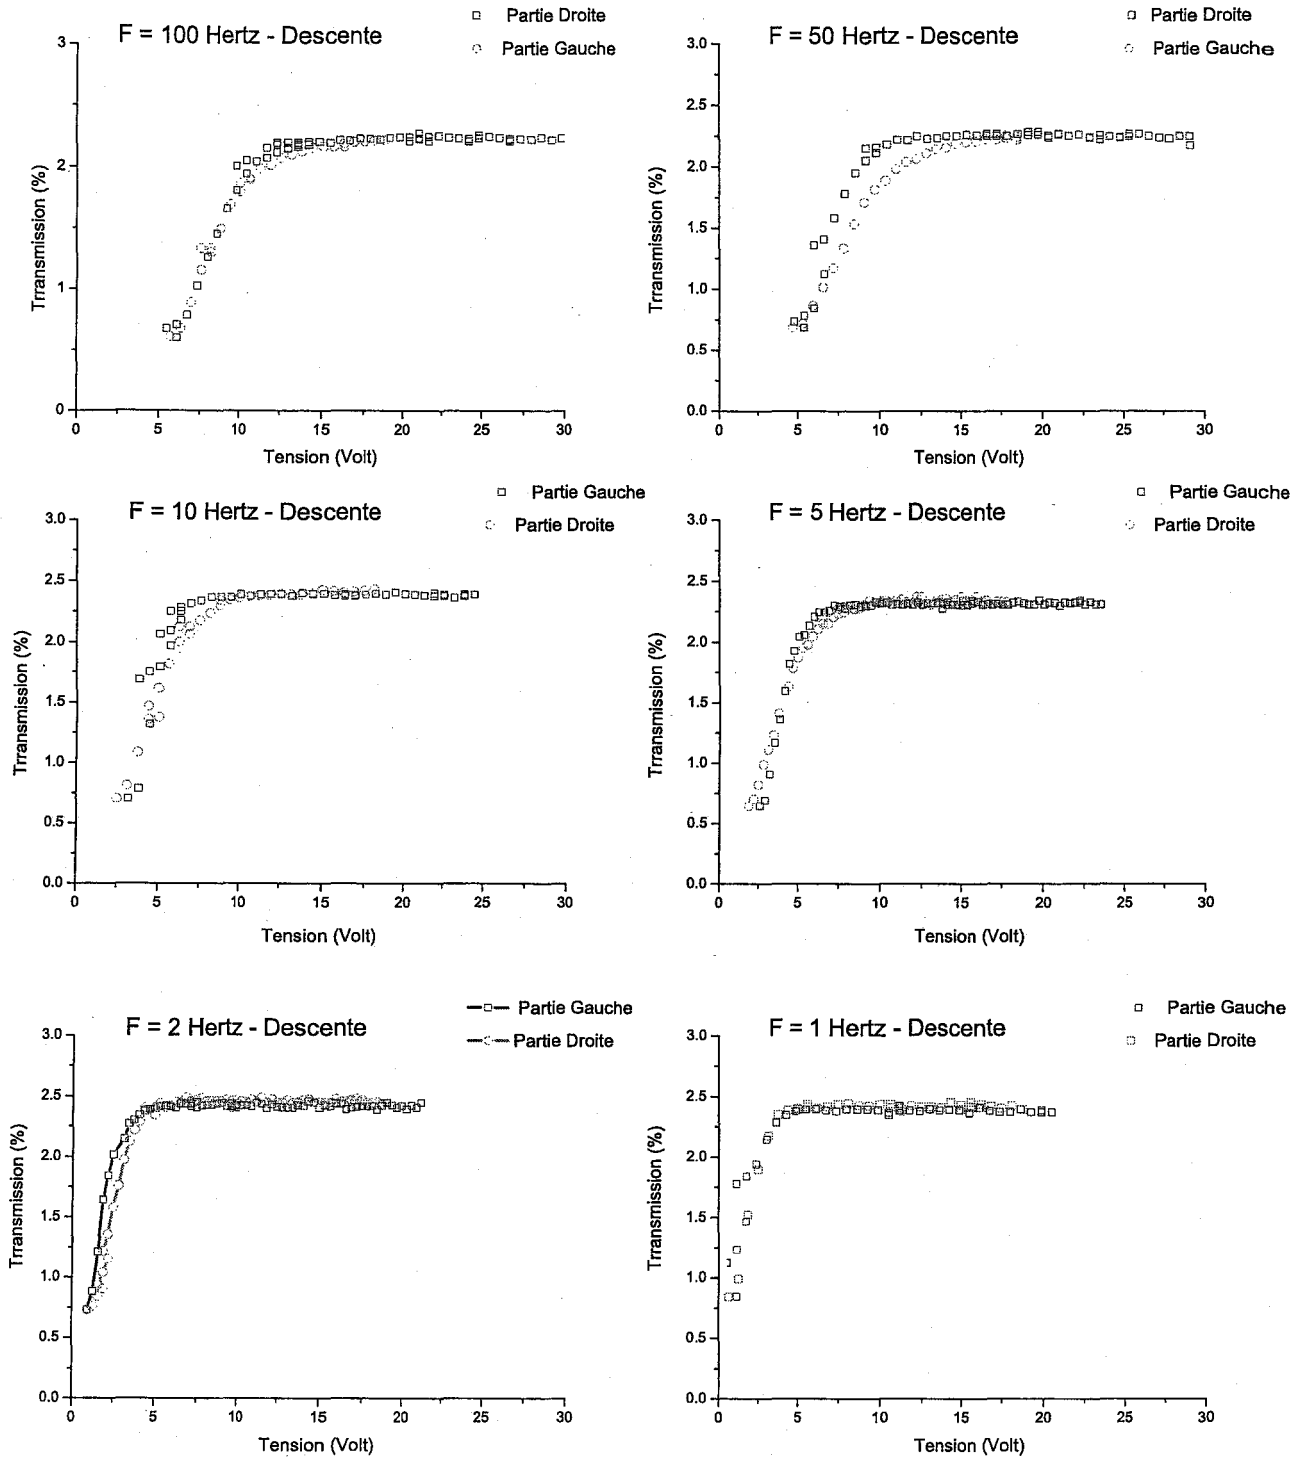 F = 100 Hertz - Descente
Partie Droite
Partie Gauche
3
2
1
0
Trransmission (%)
0 5 10 15 20 25 30
Tension (Volt)
F = 50 Hertz - Descente
Partie Droite
Partie Gauche
3.0
2.5
2.0
1.5
1.0
0.5
0.0
Trransmission (%)
0 5 10 15 20 25 30
Tension (Volt)
F = 10 Hertz - Descente
Partie Gauche
Partie Droite
3.0
2.5
2.0
1.5
1.0
0.5
0.0
Trransmission (%)
0 5 10 15 20 25 30
Tension (Volt)
F = 5 Hertz - Descente
Partie Gauche
Partie Droite
3.0
2.5
2.0
1.5
1.0
0.5
0.0
Trransmission (%)
0 5 10 15 20 25 30
Tension (Volt)
F = 2 Hertz - Descente
Partie Gauche
Partie Droite
3.0
2.5
2.0
1.5
1.0
0.5
0.0
Trransmission (%)
0 5 10 15 20 25 30
Tension (Volt)
F = 1 Hertz - Descente
Partie Gauche
Partie Droite
3.0
2.5
2.0
1.5
1.0
0.5
0.0
Trransmission (%)
0 5 10 15 20 25 30
Tension (Volt)